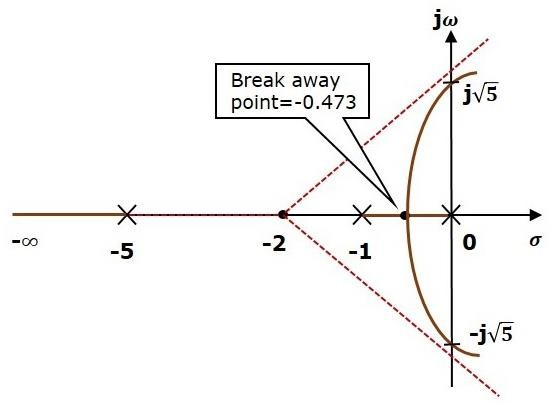 jω
Break away
point=-0.473
j√5
-∞
-5
-2
-1
0
σ
-j√5